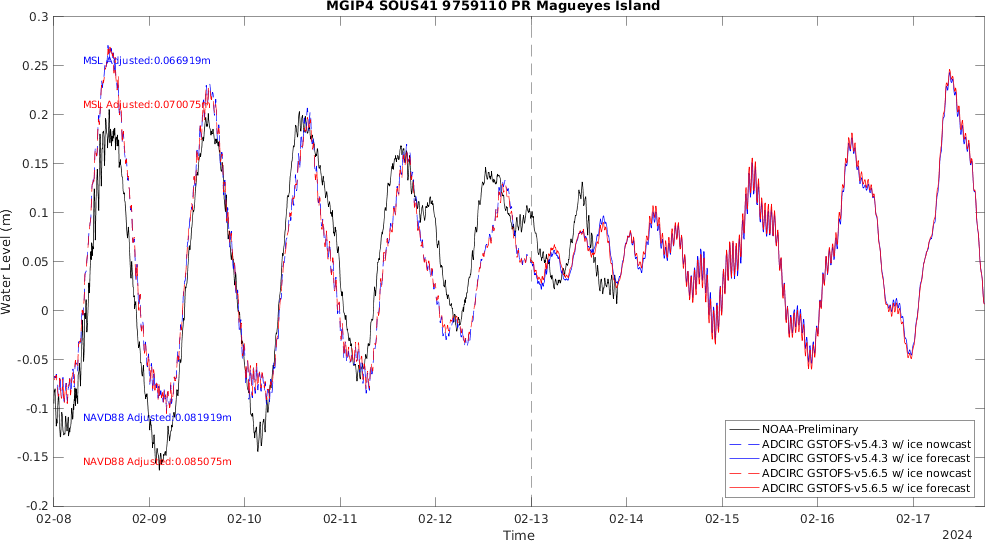 MGIP4 SOUS41 9759110 PR Magueyes Island
0.3
0.25
0.2
0.15
0.1
0.05
0
-0.05
-0.1
-0.15
-0.2
Water Level (m)
MSL Adjusted:0.066919m
MSL Adjusted:0.070075m
NAVD88 Adjusted:0.081919m
NAVD88 Adjusted:0.085075m
NOAA-Preliminary
ADCIRC GSTOFS-v5.4.3 w/ ice nowcast
ADCIRC GSTOFS-v5.4.3 w/ ice forecast
ADCIRC GSTOFS-v5.6.5 w/ ice nowcast
ADCIRC GSTOFS-v5.6.5 w/ ice forecast
02-08 02-09 02-10 02-11 02-12 02-13 02-14 02-15 02-16 02-17
Time
2024